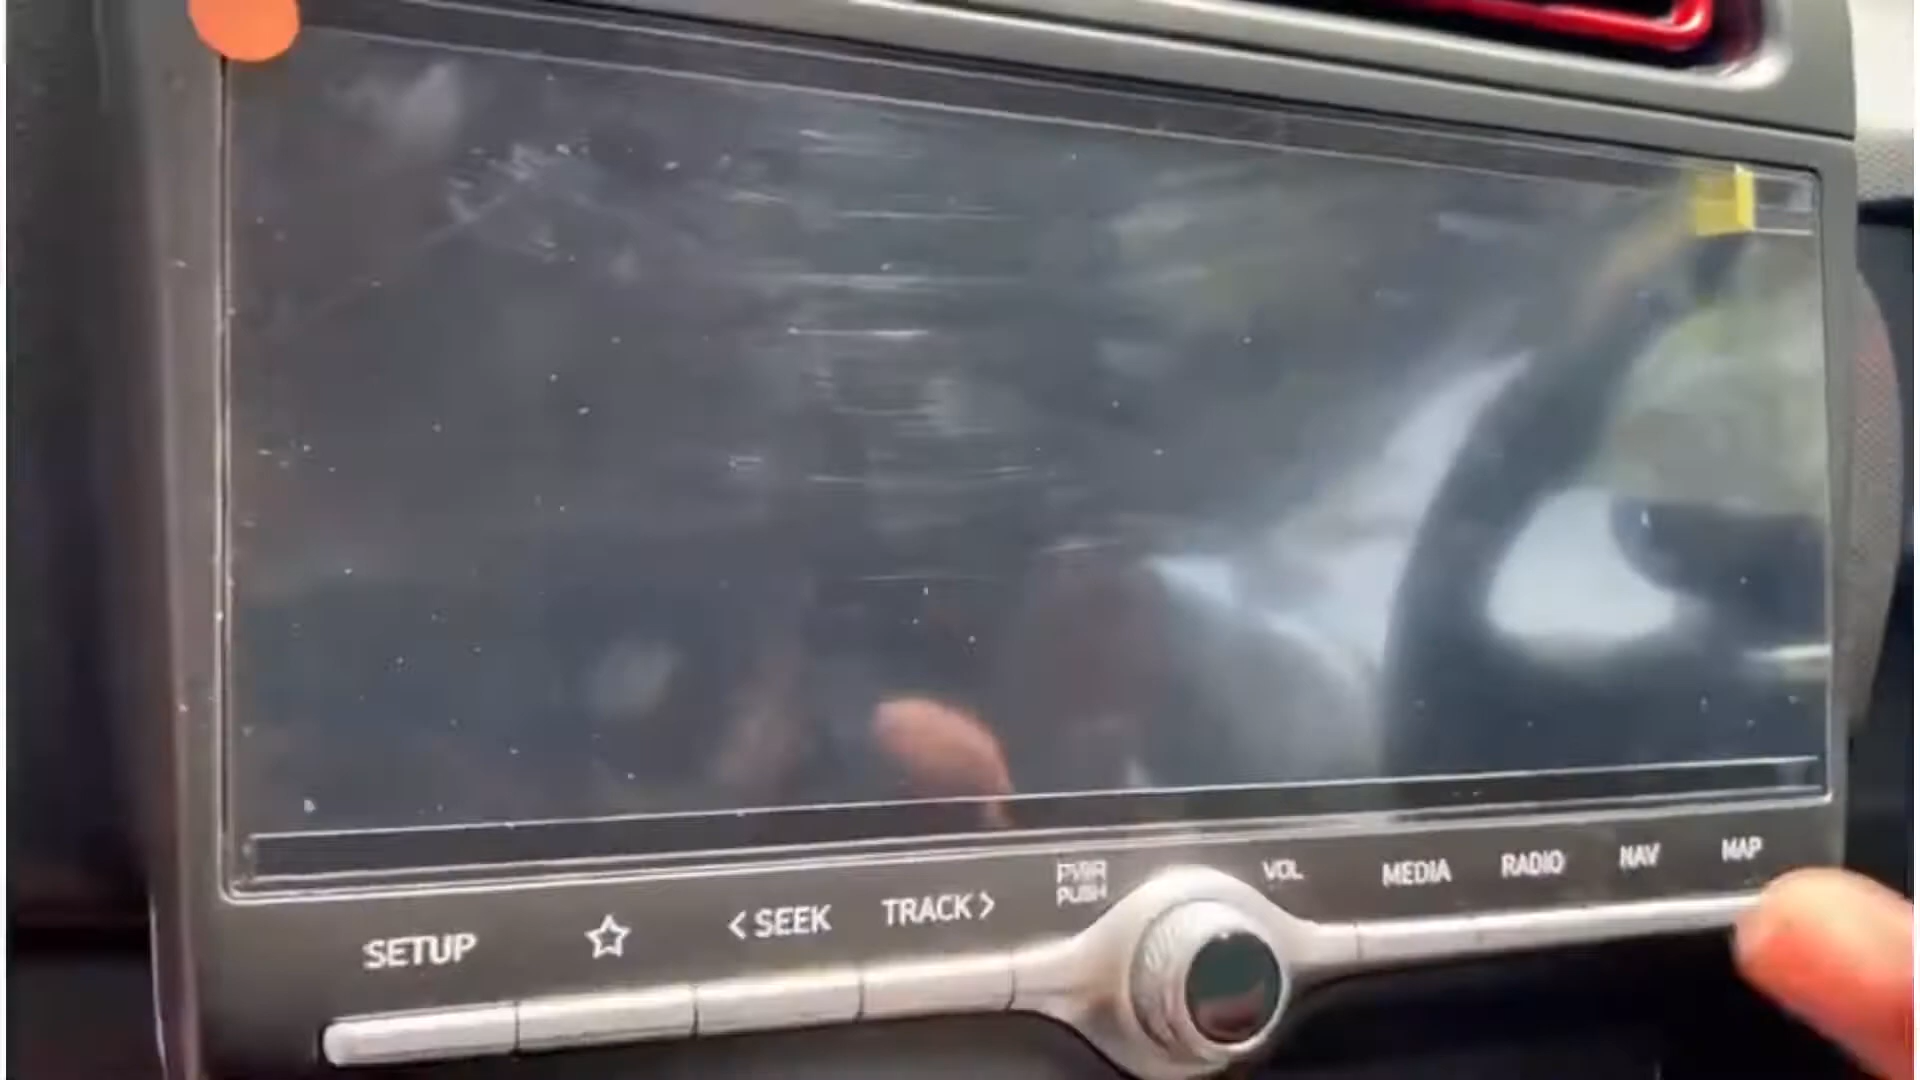 SETUP
☆
< SEEK
TRACK >
PWR
PUSH
VOL
MEDIA
RADIO
NAV
MAP